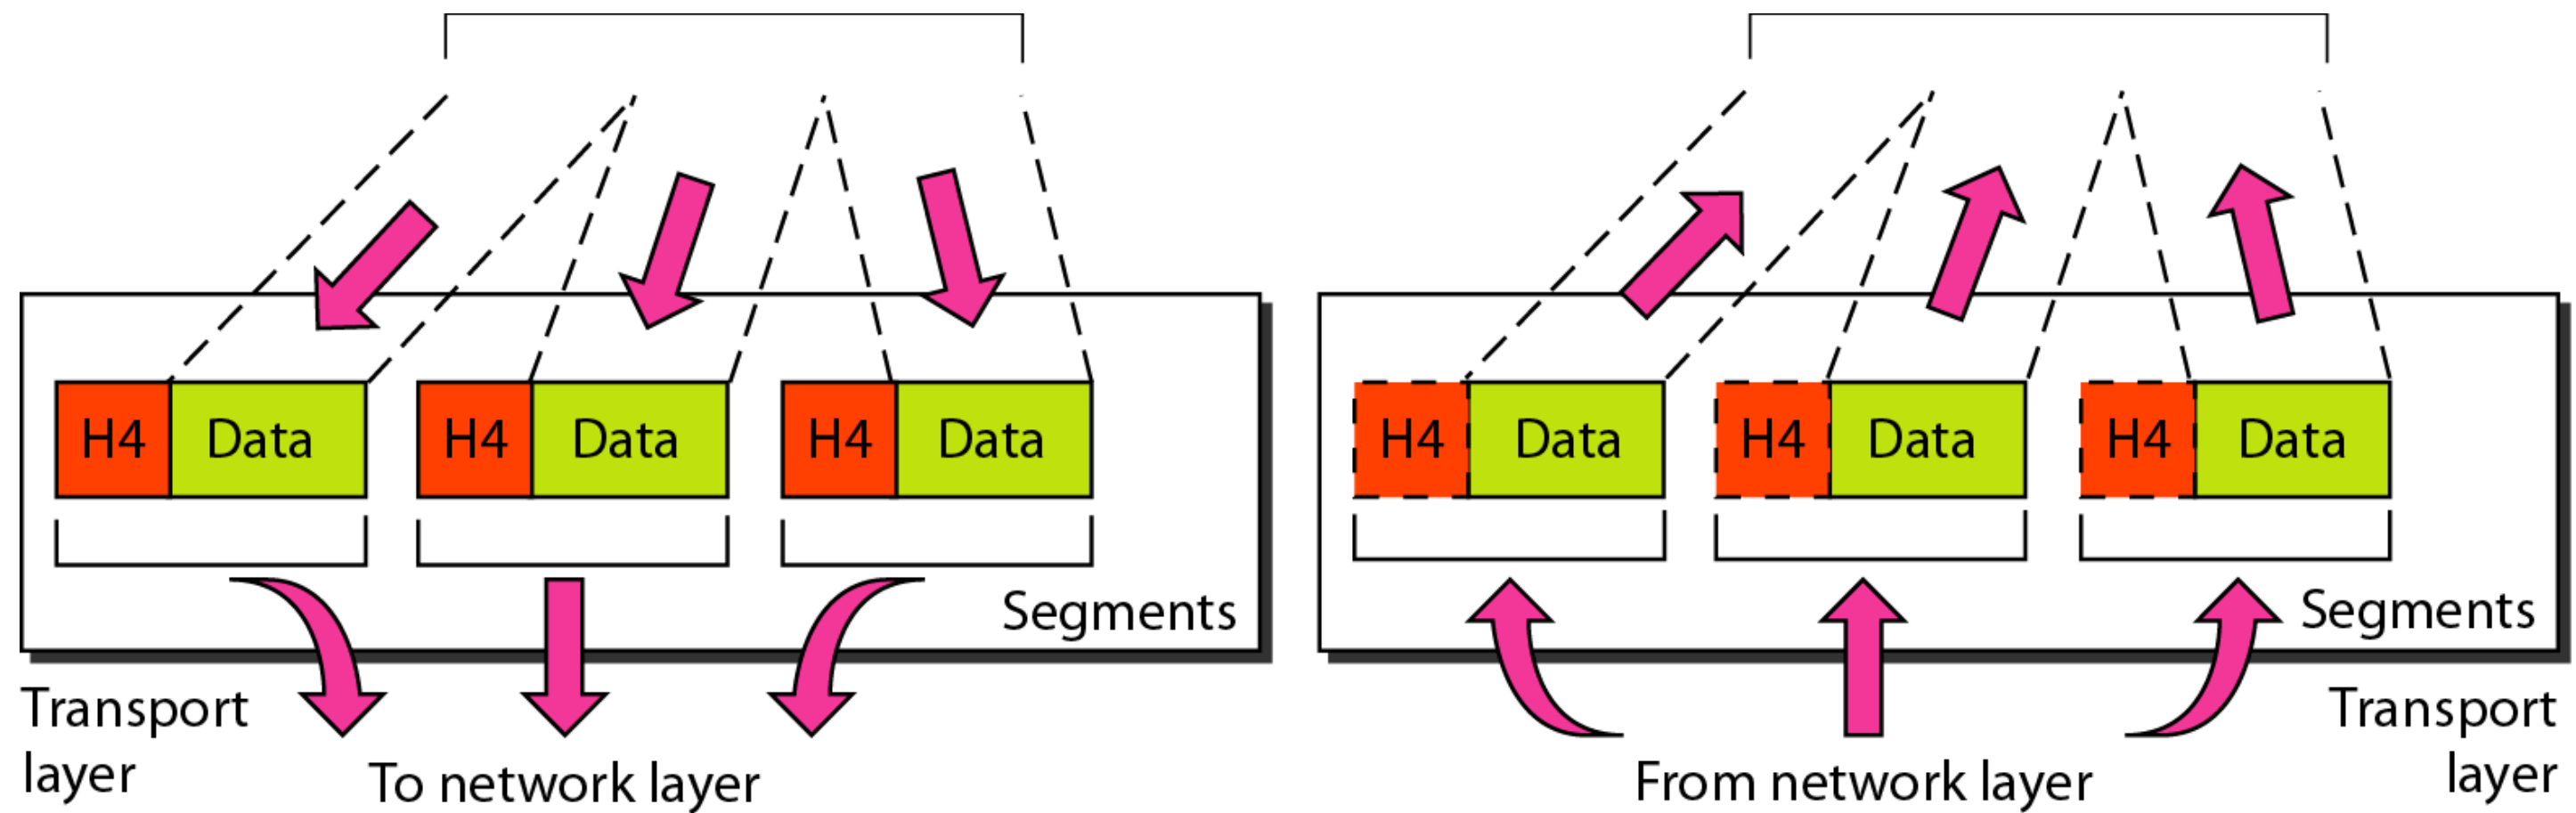 H4 Data H4 Data H4 Data
Segments
Transport
layer
To network layer
H4 Data H4 Data H4 Data
Segments
Transport
layer
From network layer